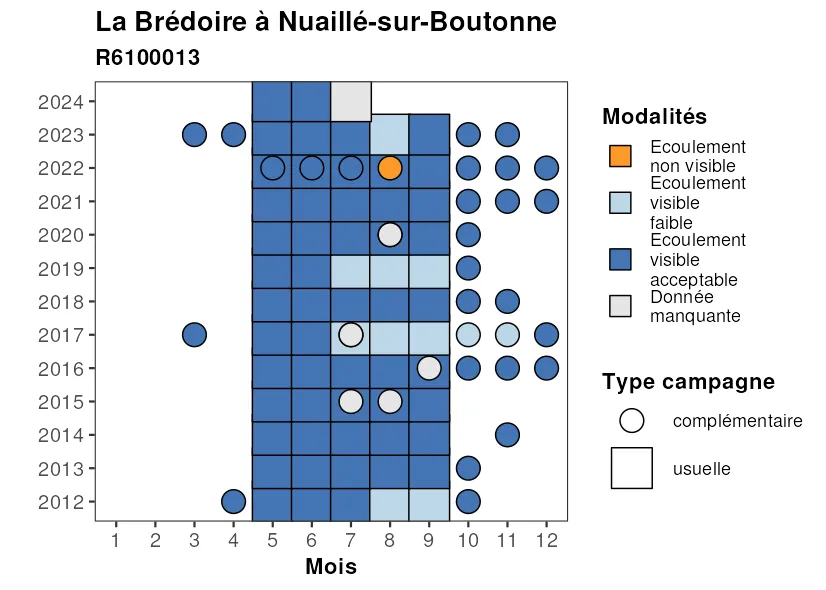 La Brédoire à Nuaillé-sur-Boutonne
R6100013
2024
2023
2022
2021
2020
2019
2018
2017
2016
2015
2014
2013
2012
1 2 3 4 5 6 7 8 9 10 11 12
Mois
Modalités
Ecoulement
non visible
Ecoulement
visible
faible
Ecoulement
visible
acceptable
Donnée
manquante
Type campagne
complémentaire
usuelle